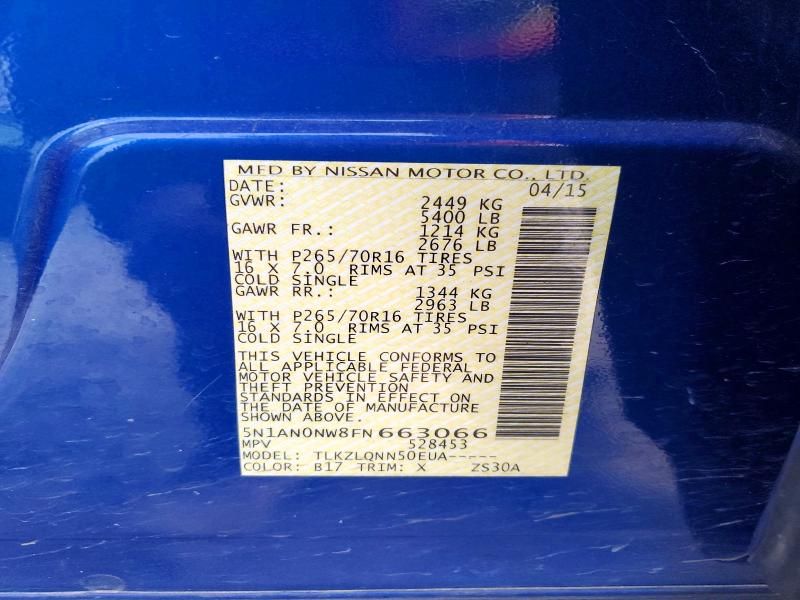 MFD BY NISSAN MOTOR CO., LTD.
DATE: 04/15
GVWR: 2449 KG
5400 LB
GAWR FR.: 1214 KG
2676 LB
WITH P265/70R16 TIRES
16 X 7.0 RIMS AT 35 PSI
COLD SINGLE
GAWR RR.: 1344 KG
2963 LB
WITH P265/70R16 TIRES
16 X 7.0 RIMS AT 35 PSI
COLD SINGLE
THIS VEHICLE CONFORMS TO
ALL APPLICABLE FEDERAL
MOTOR VEHICLE SAFETY AND
THEFT PREVENTION
STANDARDS IN EFFECT ON
THE DATE OF MANUFACTURE
SHOWN ABOVE.
5N1AN0NW8FN663066
MPV 528453
MODEL: TLKZLQNN50EUA-----
COLOR: B17 TRIM: X ZS30A